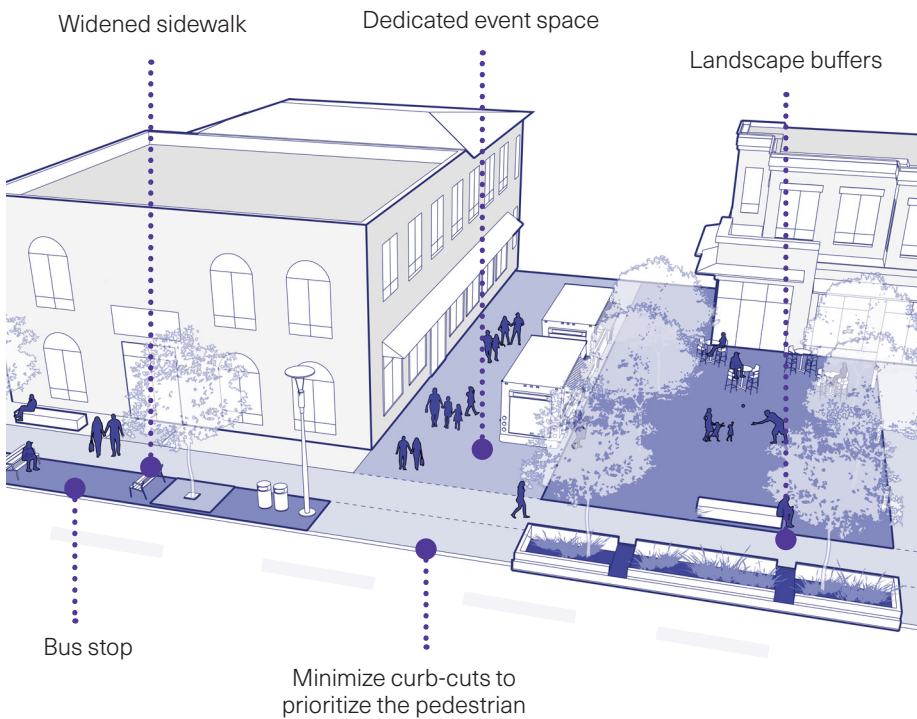 Widened sidewalk
Dedicated event space
Landscape buffers
Bus stop
Minimize curb-cuts to
prioritize the pedestrian